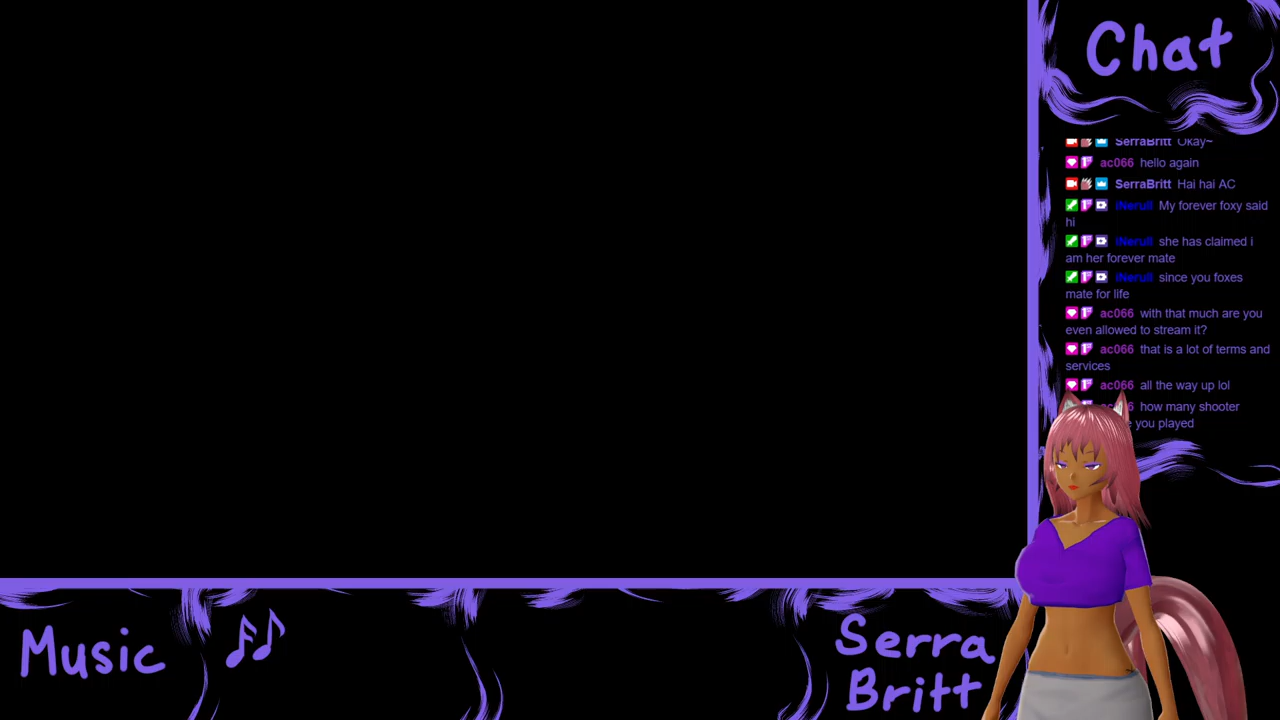 Chat
SerraBritt Okay~
ac066 hello again
SerraBritt Hai hai AC
iNerull My forever foxy said
hi
iNerull she has claimed i
am her forever mate
iNerull since you foxes
mate for life
ac066 with that much are you
even allowed to stream it?
ac066 that is a lot of terms and
services
ac066 all the way up lol
how many shooter
you played
Music
Serra
Britt